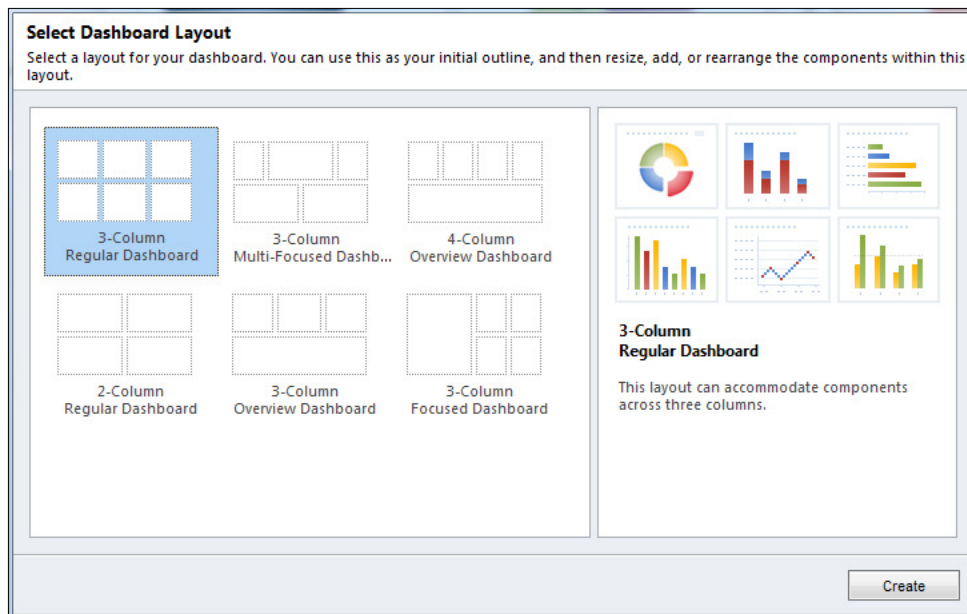 Select Dashboard Layout
Select a layout for your dashboard. You can use this as your initial outline, and then resize, add, or rearrange the components within this
layout.
3-Column
Regular Dashboard
3-Column
Multi-Focused Dashb...
4-Column
Overview Dashboard
2-Column
Regular Dashboard
3-Column
Overview Dashboard
3-Column
Focused Dashboard
3-Column
Regular Dashboard
This layout can accommodate components
across three columns.
Create